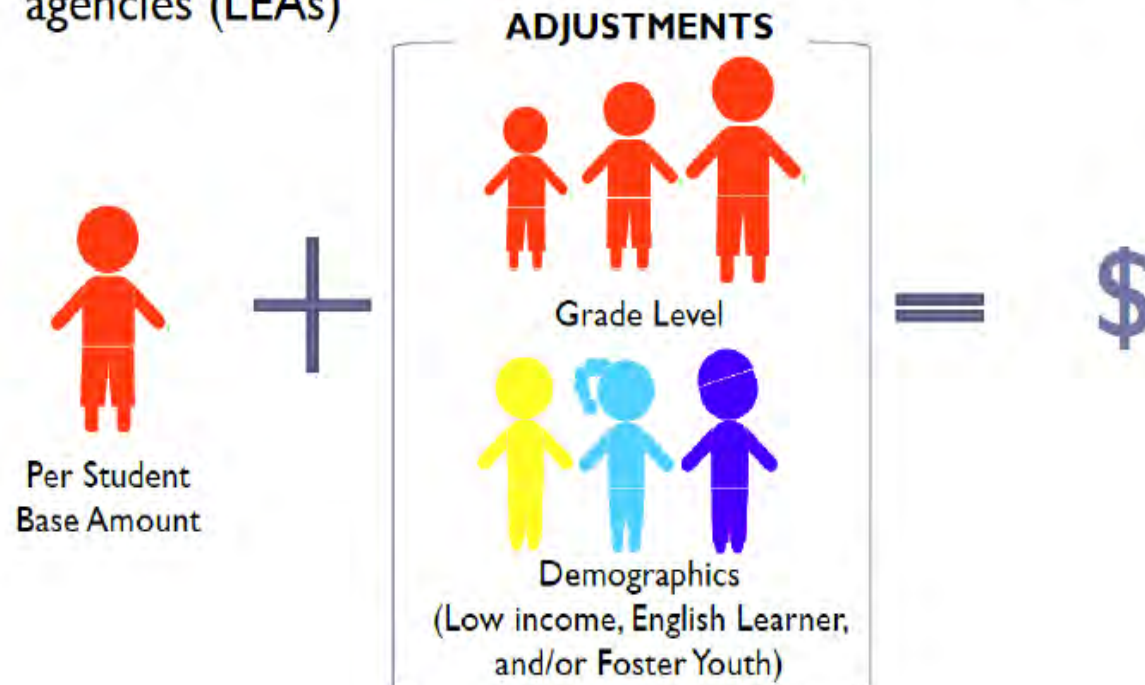 agencies (LEAs)
ADJUSTMENTS
Grade Level
=
$
+
Per Student
Base Amount
Demographics
(Low income, English Learner,
and/or Foster Youth)